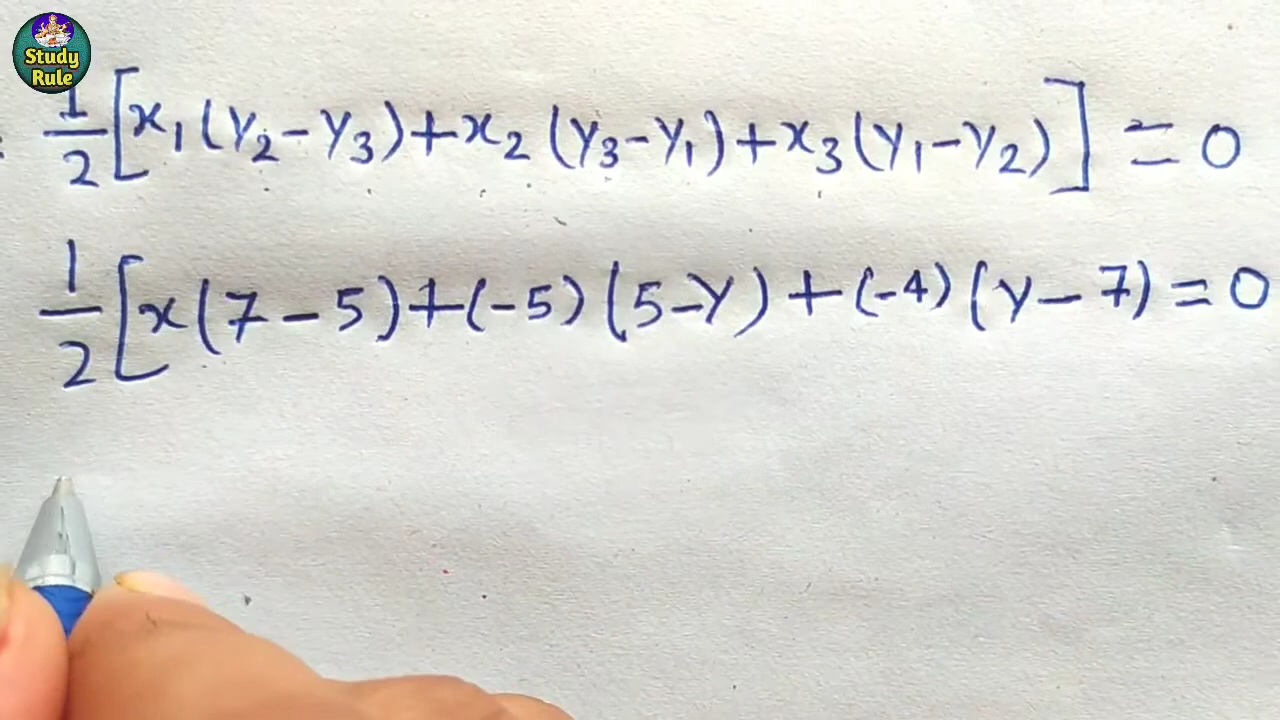 Study
Rule
1/2 [x₁(y₂-y₃)+x₂(y₃-y₁)+x₃(y₁-y₂)] = 0
1/2 [x(7-5)+(-5)(5-y)+(-4)(y-7) = 0